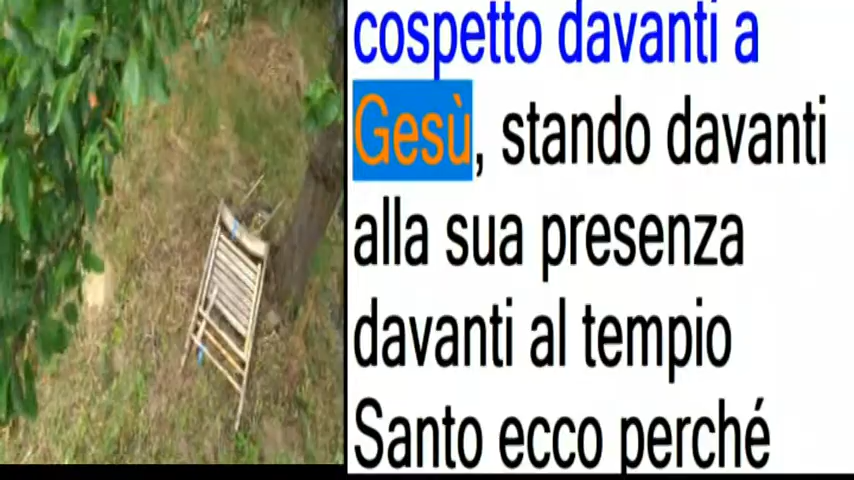 cospetto davanti a
Gesù, stando davanti
alla sua presenza
davanti al tempio
Santo ecco perché